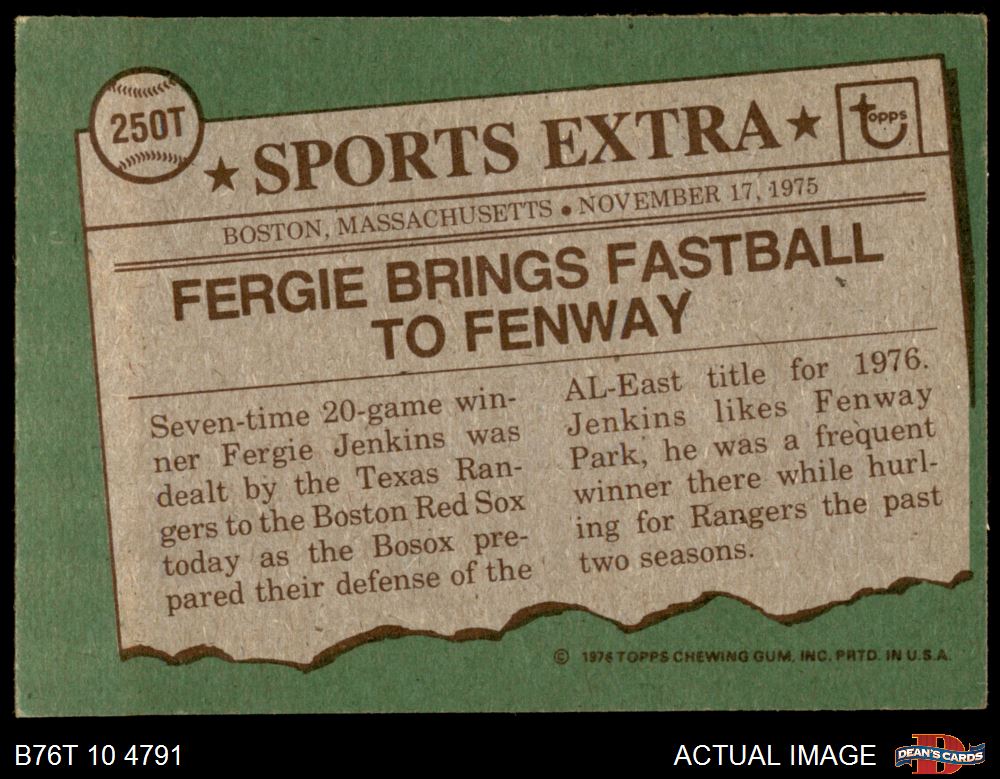 250T
★ SPORTS EXTRA ★
topps
BOSTON, MASSACHUSETTS • NOVEMBER 17, 1975
FERGIE BRINGS FASTBALL
TO FENWAY
Seven-time 20-game win-
ner Fergie Jenkins was
dealt by the Texas Ran-
gers to the Boston Red Sox
today as the Bosox pre-
pared their defense of the
AL-East title for 1976.
Jenkins likes Fenway
Park, he was a frequent
winner there while hurl-
ing for Rangers the past
two seasons.
© 1976 TOPPS CHEWING GUM, INC. PRTD. IN U.S.A.
B76T 10 4791
ACTUAL IMAGE
DEAN'S CARDS